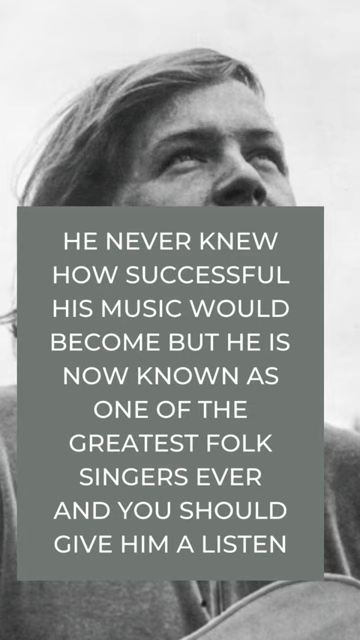 HE NEVER KNEW
HOW SUCCESSFUL
HIS MUSIC WOULD
BECOME BUT HE IS
NOW KNOWN AS
ONE OF THE
GREATEST FOLK
SINGERS EVER
AND YOU SHOULD
GIVE HIM A LISTEN